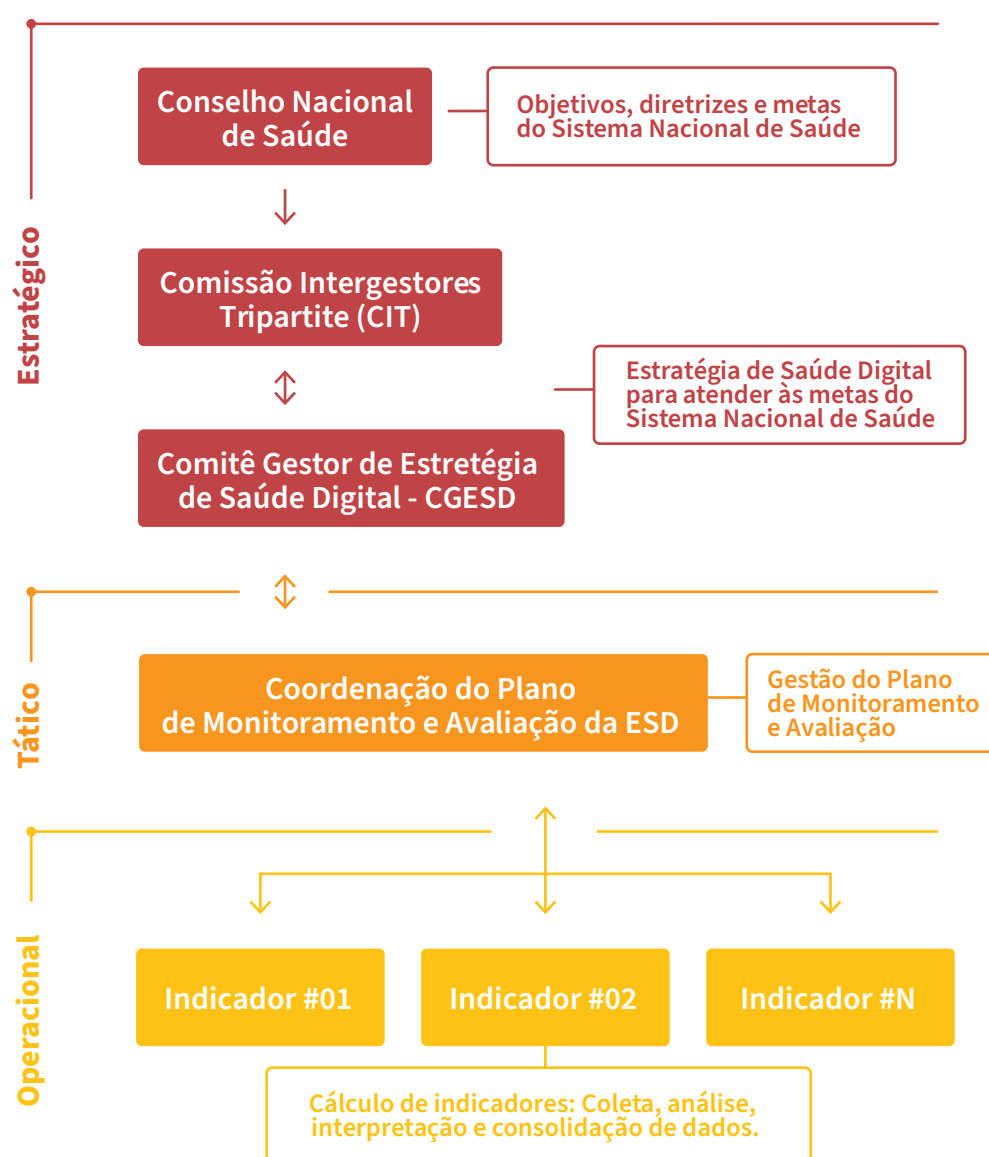 Estratégico
Conselho Nacional
de Saúde
Objetivos, diretrizes e metas
do Sistema Nacional de Saúde
Comissão Intergestores
Tripartite (CIT)
Estratégia de Saúde Digital
para atender às metas do
Sistema Nacional de Saúde
Comitê Gestor de Estretégia
de Saúde Digital - CGESD
Tático
Coordenação do Plano
de Monitoramento e Avaliação da ESD
Gestão do Plano
de Monitoramento
e Avaliação
Operacional
Indicador #01
Indicador #02
Indicador #N
Cálculo de indicadores: Coleta, análise,
interpretação e consolidação de dados.